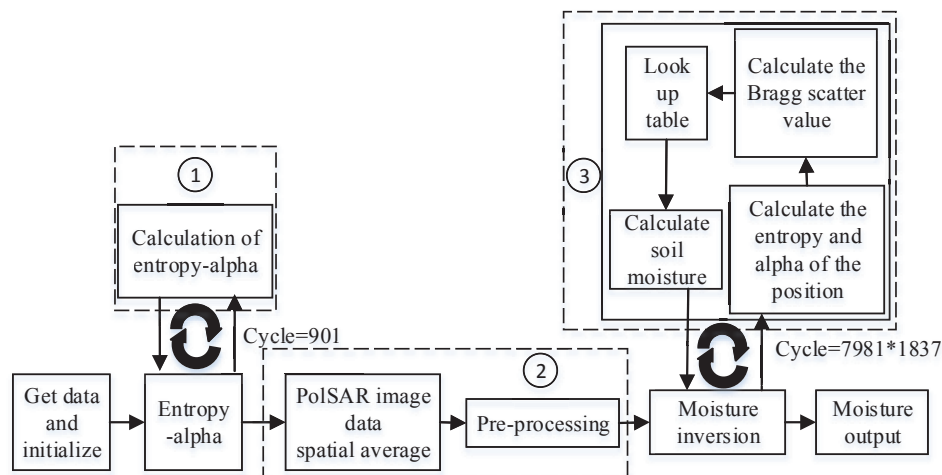 1
Calculation of
entropy-alpha
Cycle=901
Get data
and
initialize
Entropy
-alpha
2
PolSAR image
data
spatial average
Pre-processing
3
Look
up
table
Calculate the
Bragg scatter
value
Calculate
soil
moisture
Calculate the
entropy and
alpha of the
position
Cycle=7981*1837
Moisture
inversion
Moisture
output